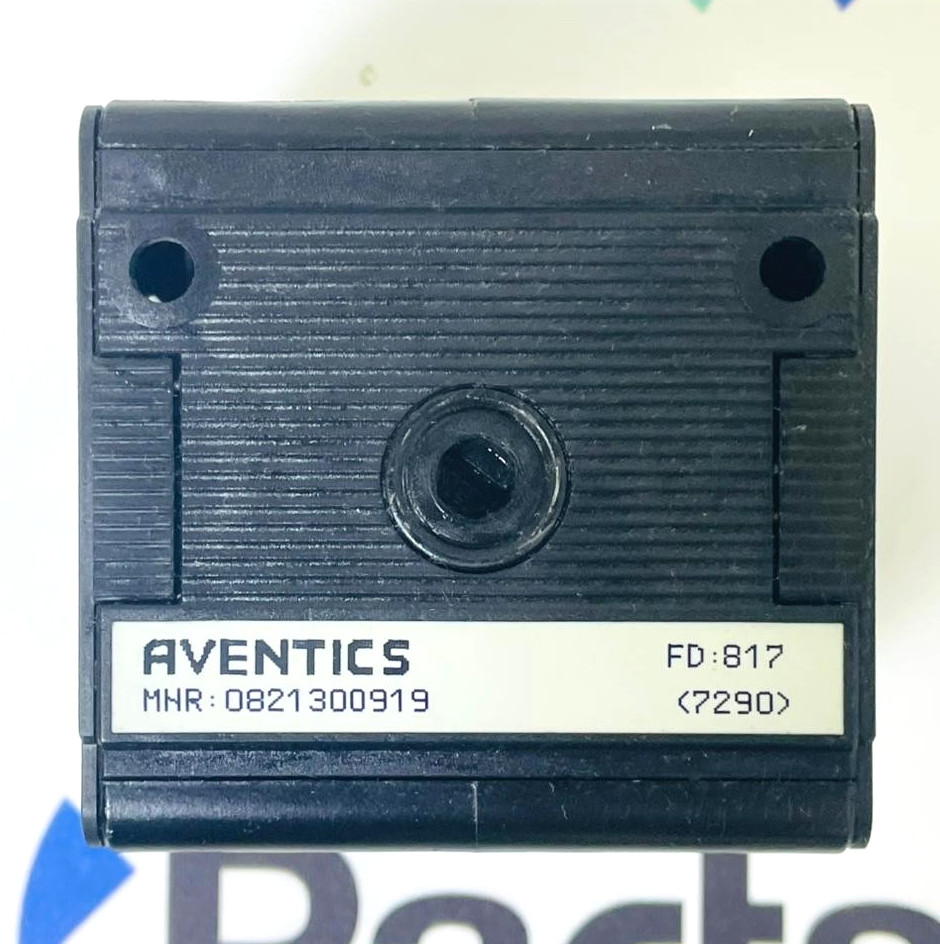 AVENTICS
MNR:0821300919
FD:817
(7290)